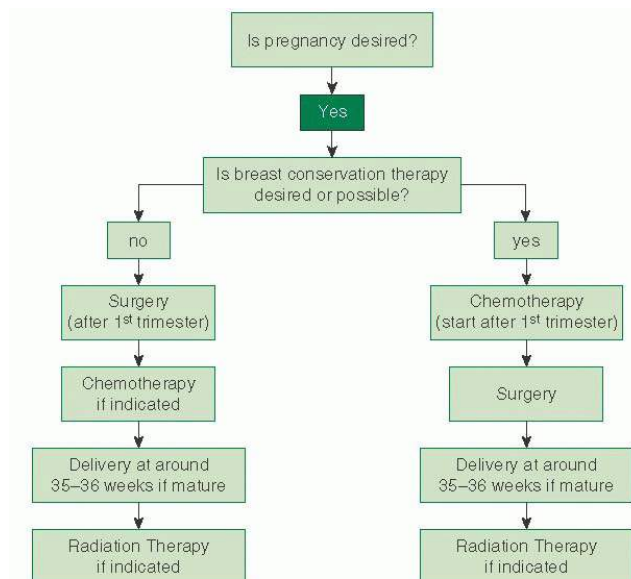 Is pregnancy desired?
Yes
Is breast conservation therapy
desired or possible?
no
Surgery
(after 1st trimester)
Chemotherapy
if indicated
Delivery at around
35–36 weeks if mature
Radiation Therapy
if indicated
yes
Chemotherapy
(start after 1st trimester)
Surgery
Delivery at around
35–36 weeks if mature
Radiation Therapy
if indicated